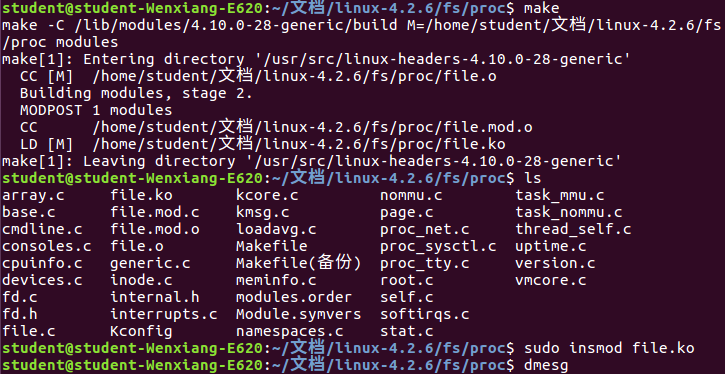 student@student-Wenxiang-E620:~/文档/linux-4.2.6/fs/proc$ make
make -C /lib/modules/4.10.0-28-generic/build M=/home/student/文档/linux-4.2.6/fs
/proc modules
make[1]: Entering directory '/usr/src/linux-headers-4.10.0-28-generic'
  CC [M]  /home/student/文档/linux-4.2.6/fs/proc/file.o
  Building modules, stage 2.
  MODPOST 1 modules
  CC      /home/student/文档/linux-4.2.6/fs/proc/file.mod.o
  LD [M]  /home/student/文档/linux-4.2.6/fs/proc/file.ko
make[1]: Leaving directory '/usr/src/linux-headers-4.10.0-28-generic'
student@student-Wenxiang-E620:~/文档/linux-4.2.6/fs/proc$ ls
array.c     file.ko       kcore.c         nommu.c        task_mmu.c
base.c      file.mod.c    kmsg.c          page.c         task_nommu.c
cmdline.c   file.mod.o    loadavg.c       proc_net.c     thread_self.c
consoles.c  file.o        Makefile        proc_sysctl.c  uptime.c
cpuinfo.c   generic.c     Makefile(备份)  proc_tty.c     version.c
devices.c   inode.c       meminfo.c       root.c         vmcore.c
fd.c        internal.h    modules.order   self.c
fd.h        interrupts.c  Module.symvers  softirqs.c
file.c      Kconfig       namespaces.c    stat.c
student@student-Wenxiang-E620:~/文档/linux-4.2.6/fs/proc$ sudo insmod file.ko
student@student-Wenxiang-E620:~/文档/linux-4.2.6/fs/proc$ dmesg